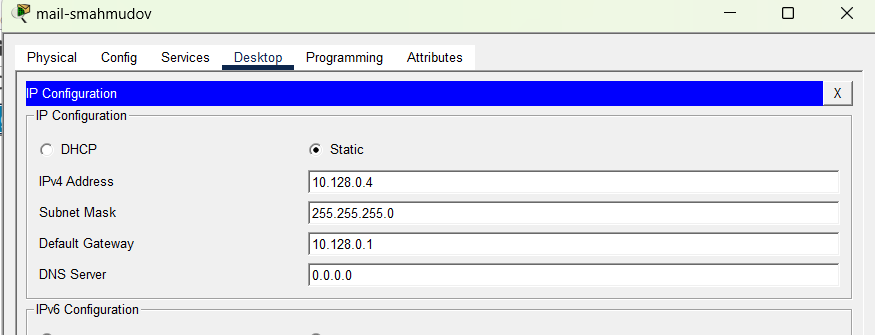 mail-smahmudov
Physical Config Services Desktop Programming Attributes
IP Configuration X
IP Configuration
DHCP Static
IPv4 Address 10.128.0.4
Subnet Mask 255.255.255.0
Default Gateway 10.128.0.1
DNS Server 0.0.0.0
IPv6 Configuration